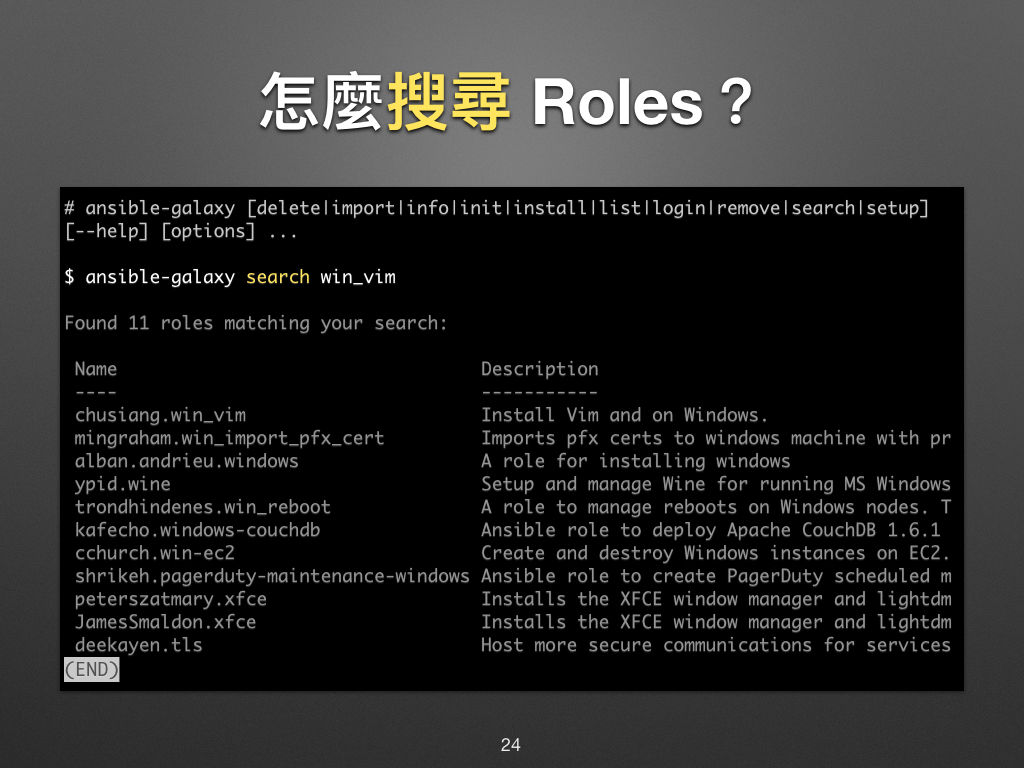 怎麼搜尋 Roles？
# ansible-galaxy [delete|import|info|init|install|list|login|remove|search|setup]
[--help] [options] ...
$ ansible-galaxy search win_vim
Found 11 roles matching your search:
Name Description
---- -----------
chusiang.win_vim Install Vim and on Windows.
mingraham.win_import_pfx_cert Imports pfx certs to windows machine with pr
alban.andrieu.windows A role for installing windows
ypid.wine Setup and manage Wine for running MS Windows
trondhindenes.win_reboot A role to manage reboots on Windows nodes. T
kafecho.windows-couchdb Ansible role to deploy Apache CouchDB 1.6.1
cchurch.win-ec2 Create and destroy Windows instances on EC2.
shrikeh.pagerduty-maintenance-windows Ansible role to create PagerDuty scheduled m
peterszatmary.xfce Installs the XFCE window manager and lightdm
JamesSmaldon.xfce Installs the XFCE window manager and lightdm
deekayen.tls Host more secure communications for services
(END)
24